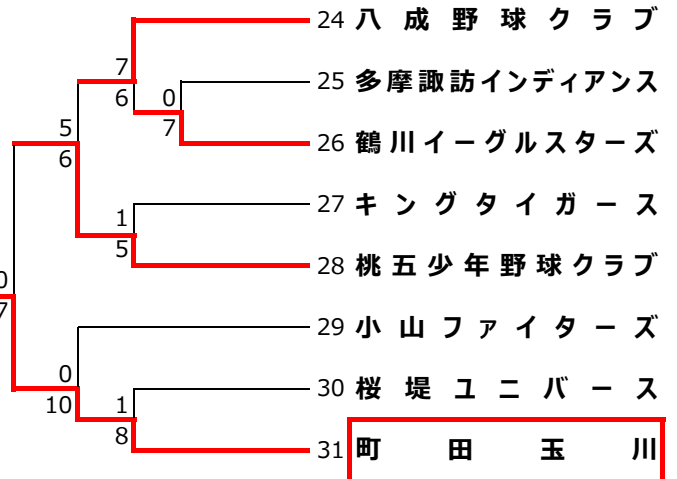 24 八成野球クラブ
7
25 多摩諏訪インディアンス
6 0
7
26 鶴川イーグルスターズ
5
6
27 キングタイガース
1
5
28 桃五少年野球クラブ
0
7
29 小山ファイターズ
0
10
30 桜堤ユニバース
1
8
31 町田玉川